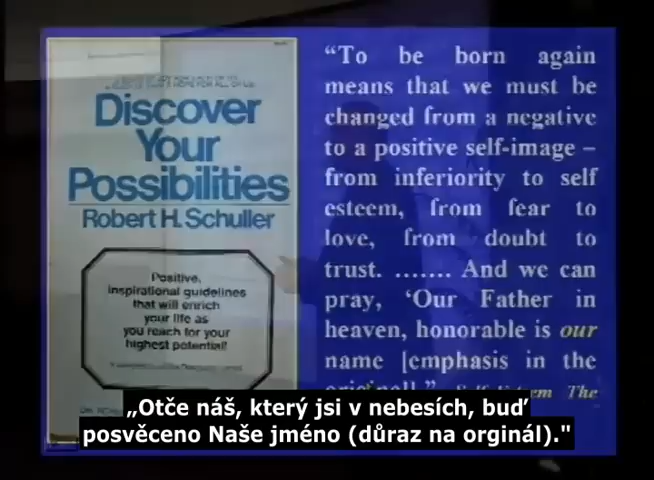 Discover
Your
Possibilities
Robert H. Schuller
Positive,
inspirational guidelines
that will enrich
your life as
you reach for your
highest potential!
“To be born again
means that we must be
changed from a negative
to a positive self-image –
from inferiority to self
esteem, from fear to
love, from doubt to
trust. ........ And we can
pray, ‘Our Father in
heaven, honorable is our
name [emphasis in the
The
„Otče náš, který jsi v nebesích, buď
posvěceno Naše jméno (důraz na orginál)."